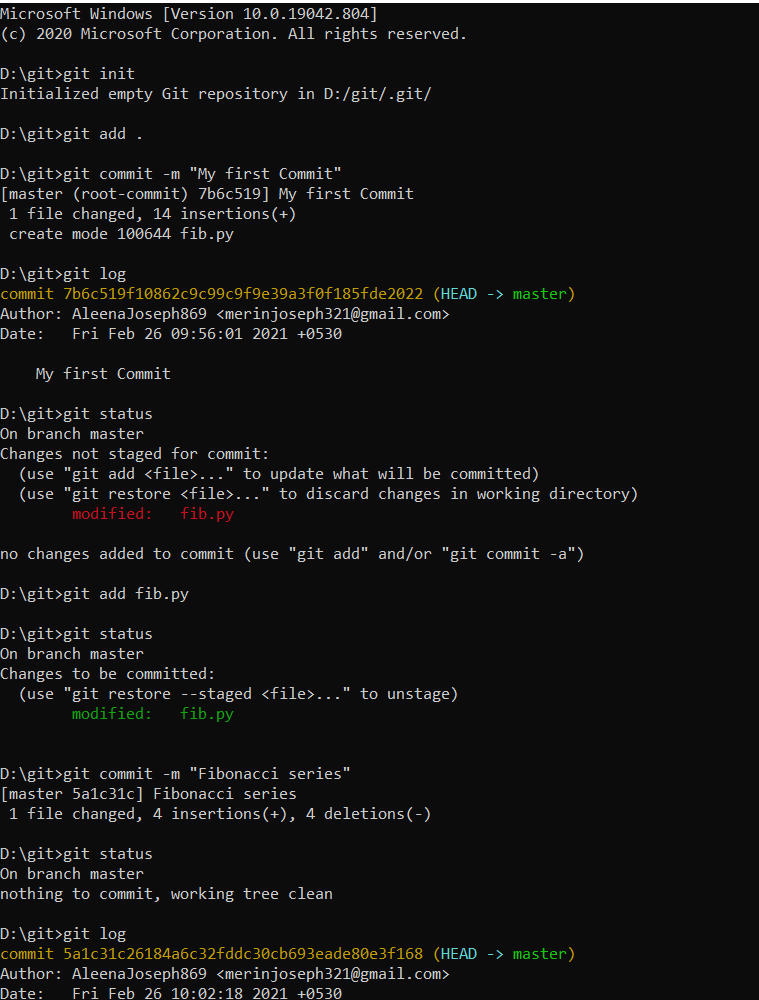 Microsoft Windows [Version 10.0.19042.804]
(c) 2020 Microsoft Corporation. All rights reserved.
D:\git>git init
Initialized empty Git repository in D:/git/.git/
D:\git>git add .
D:\git>git commit -m "My first Commit"
[master (root-commit) 7b6c519] My first Commit
 1 file changed, 14 insertions(+)
 create mode 100644 fib.py
D:\git>git log
commit 7b6c519f10862c9c99c9f9e39a3f0f185fde2022 (HEAD -> master)
Author: AleenaJoseph869 <merinjoseph321@gmail.com>
Date:   Fri Feb 26 09:56:01 2021 +0530
    My first Commit
D:\git>git status
On branch master
Changes not staged for commit:
  (use "git add <file>..." to update what will be committed)
  (use "git restore <file>..." to discard changes in working directory)
        modified:   fib.py
no changes added to commit (use "git add" and/or "git commit -a")
D:\git>git add fib.py
D:\git>git status
On branch master
Changes to be committed:
  (use "git restore --staged <file>..." to unstage)
        modified:   fib.py
D:\git>git commit -m "Fibonacci series"
[master 5a1c31c] Fibonacci series
 1 file changed, 4 insertions(+), 4 deletions(-)
D:\git>git status
On branch master
nothing to commit, working tree clean
D:\git>git log
commit 5a1c31c26184a6c32fddc30cb693eade80e3f168 (HEAD -> master)
Author: AleenaJoseph869 <merinjoseph321@gmail.com>
Date:   Fri Feb 26 10:02:18 2021 +0530